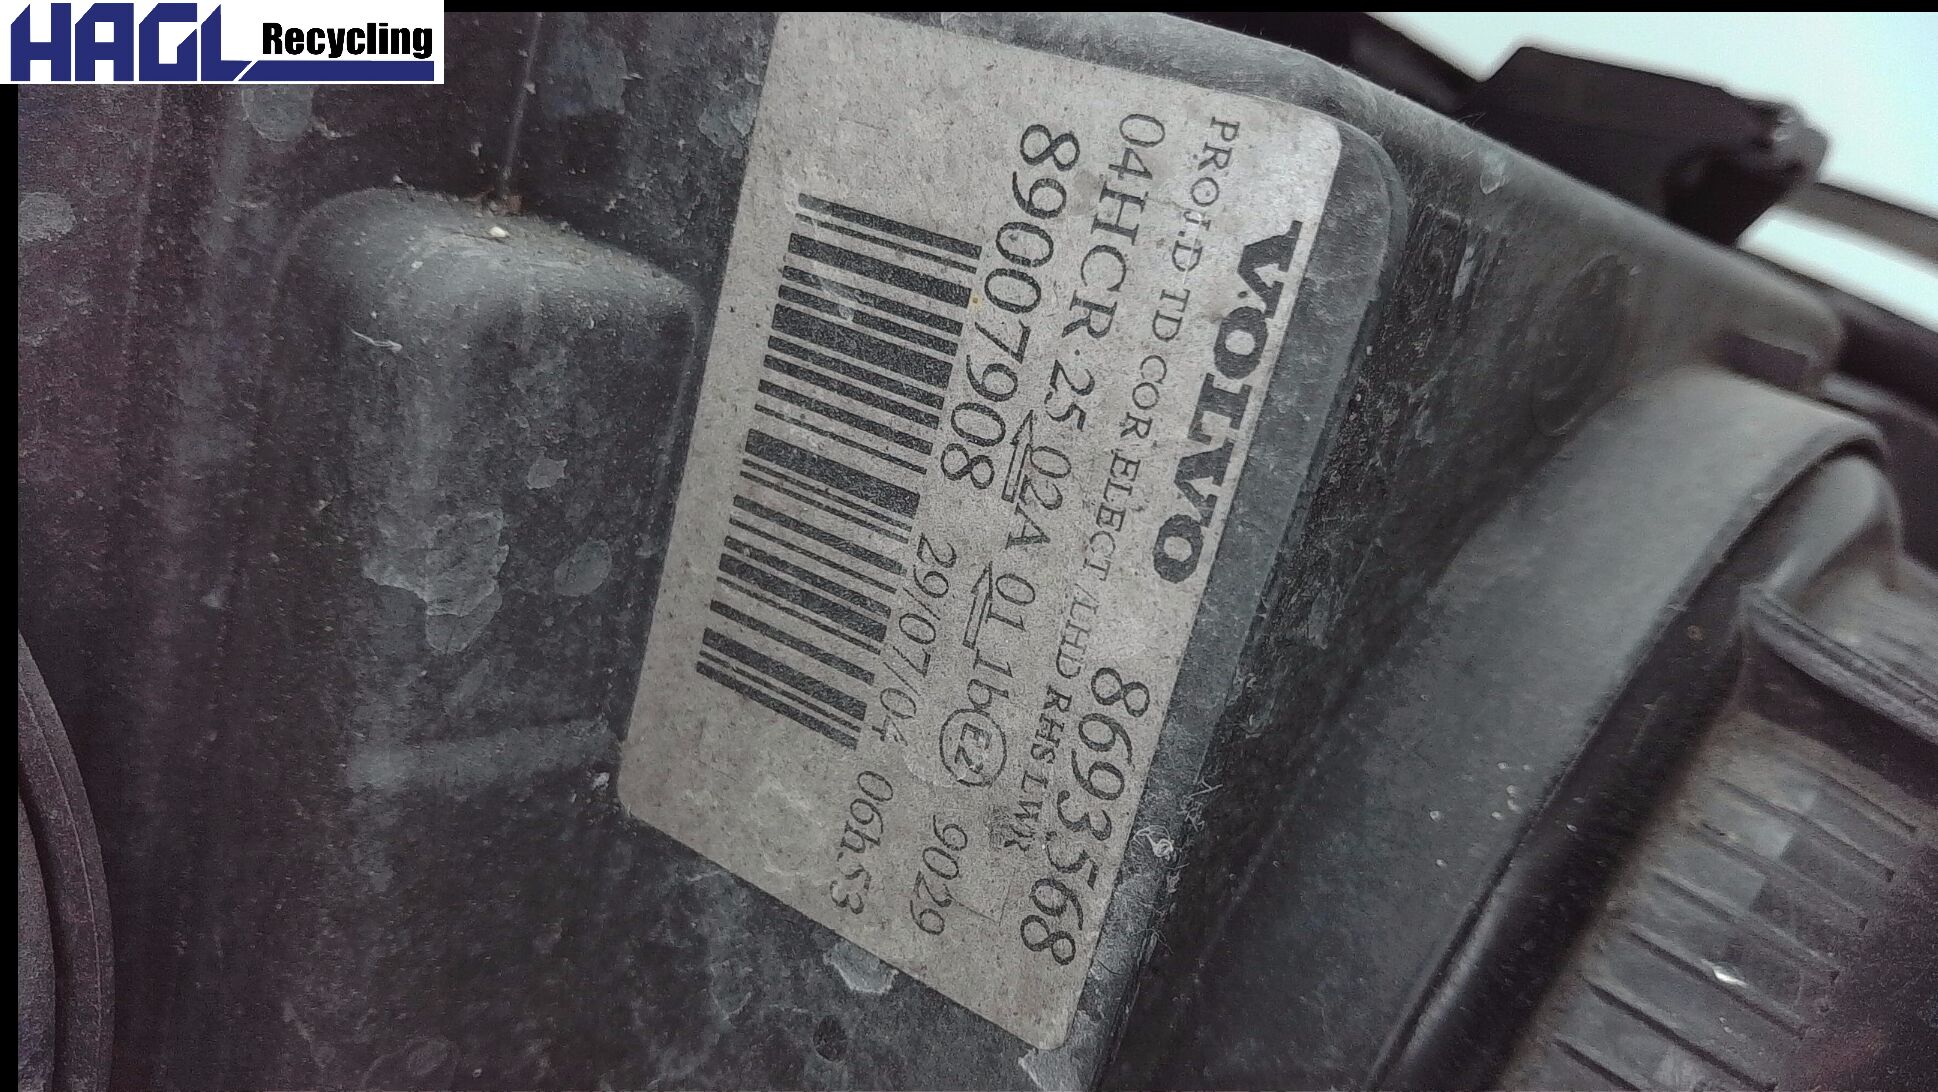 HAGL Recycling
VOLVO 8693568
PROJ.D TD COR ELECT /LHD RHS LWR
04HCR 25 02A 01 1b E2 9029
89007908 29/07/04 06h53